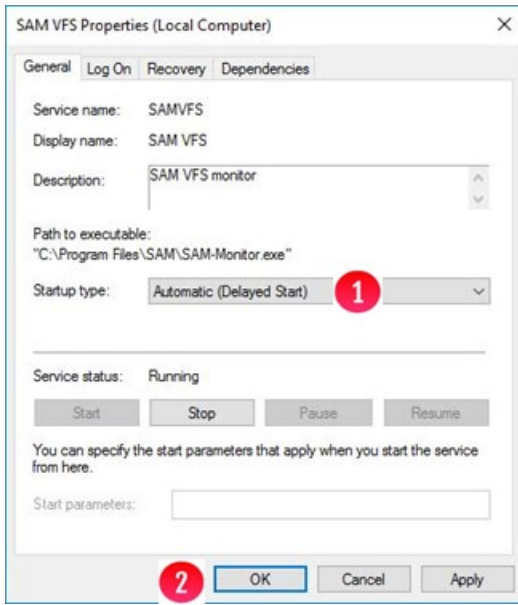 SAM VFS Properties (Local Computer)
General Log On Recovery Dependencies
Service name: SAMVFS
Display name: SAM VFS
Description: SAM VFS monitor
Path to executable:
"C:\Program Files\SAM\SAM-Monitor.exe"
Startup type: Automatic (Delayed Start) 1
Service status: Running
Start Stop Pause Resume
You can specify the start parameters that apply when you start the service
from here.
Start parameters:
2 OK Cancel Apply